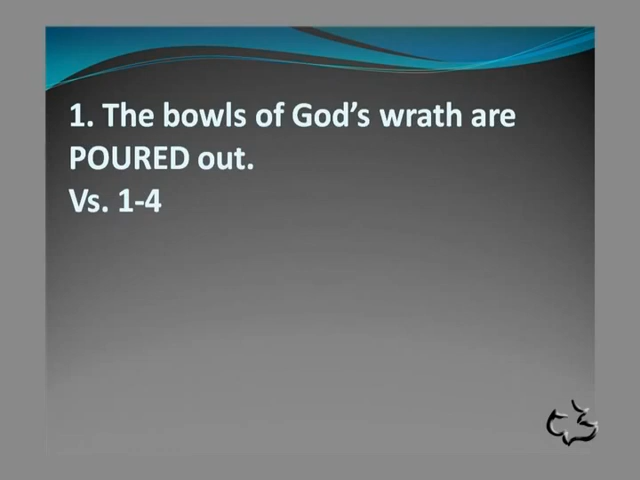 1. The bowls of God's wrath are
POURED out.
Vs. 1-4